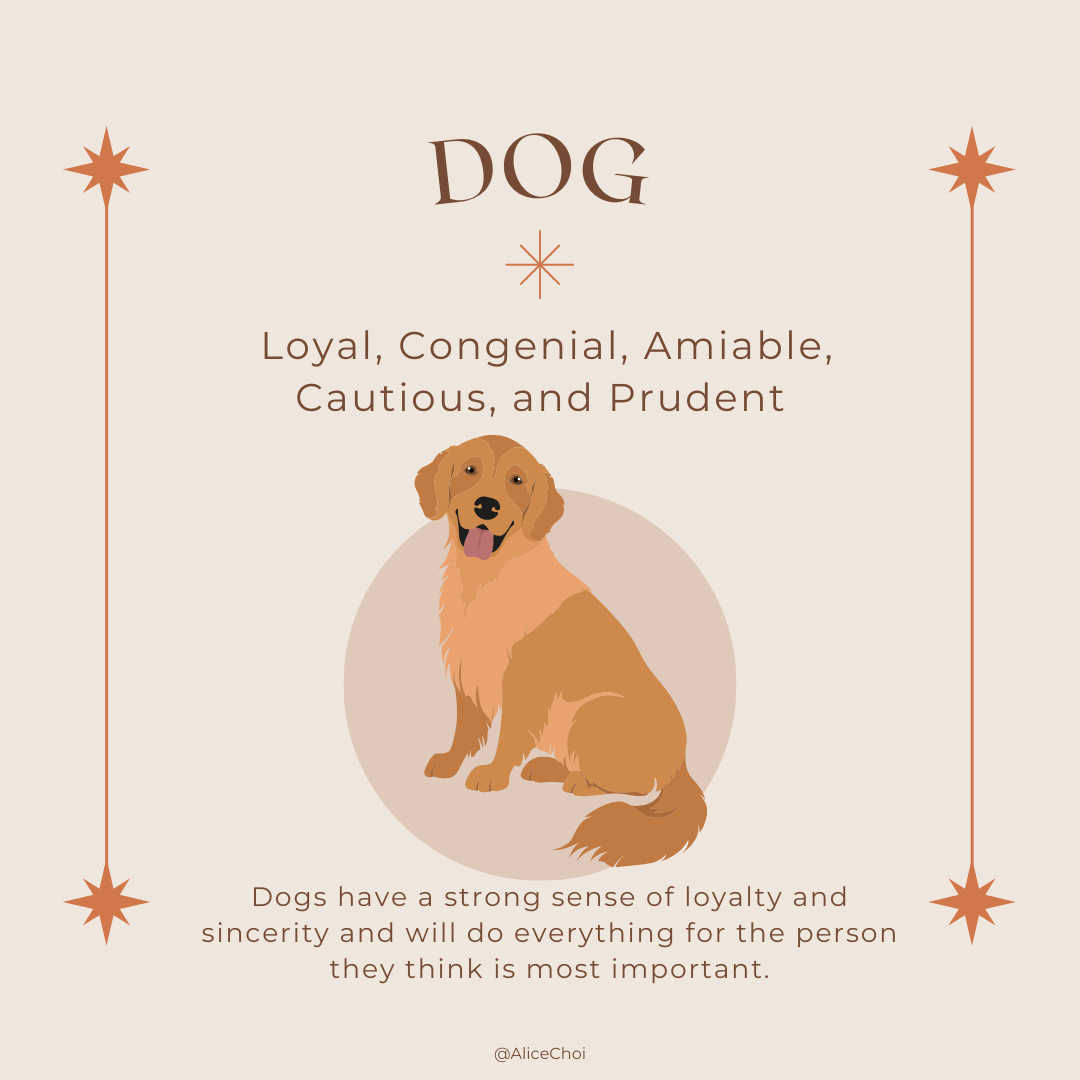 DOG
Loyal, Congenial, Amiable,
Cautious, and Prudent
Dogs have a strong sense of loyalty and
sincerity and will do everything for the person
they think is most important.
@AliceChoi